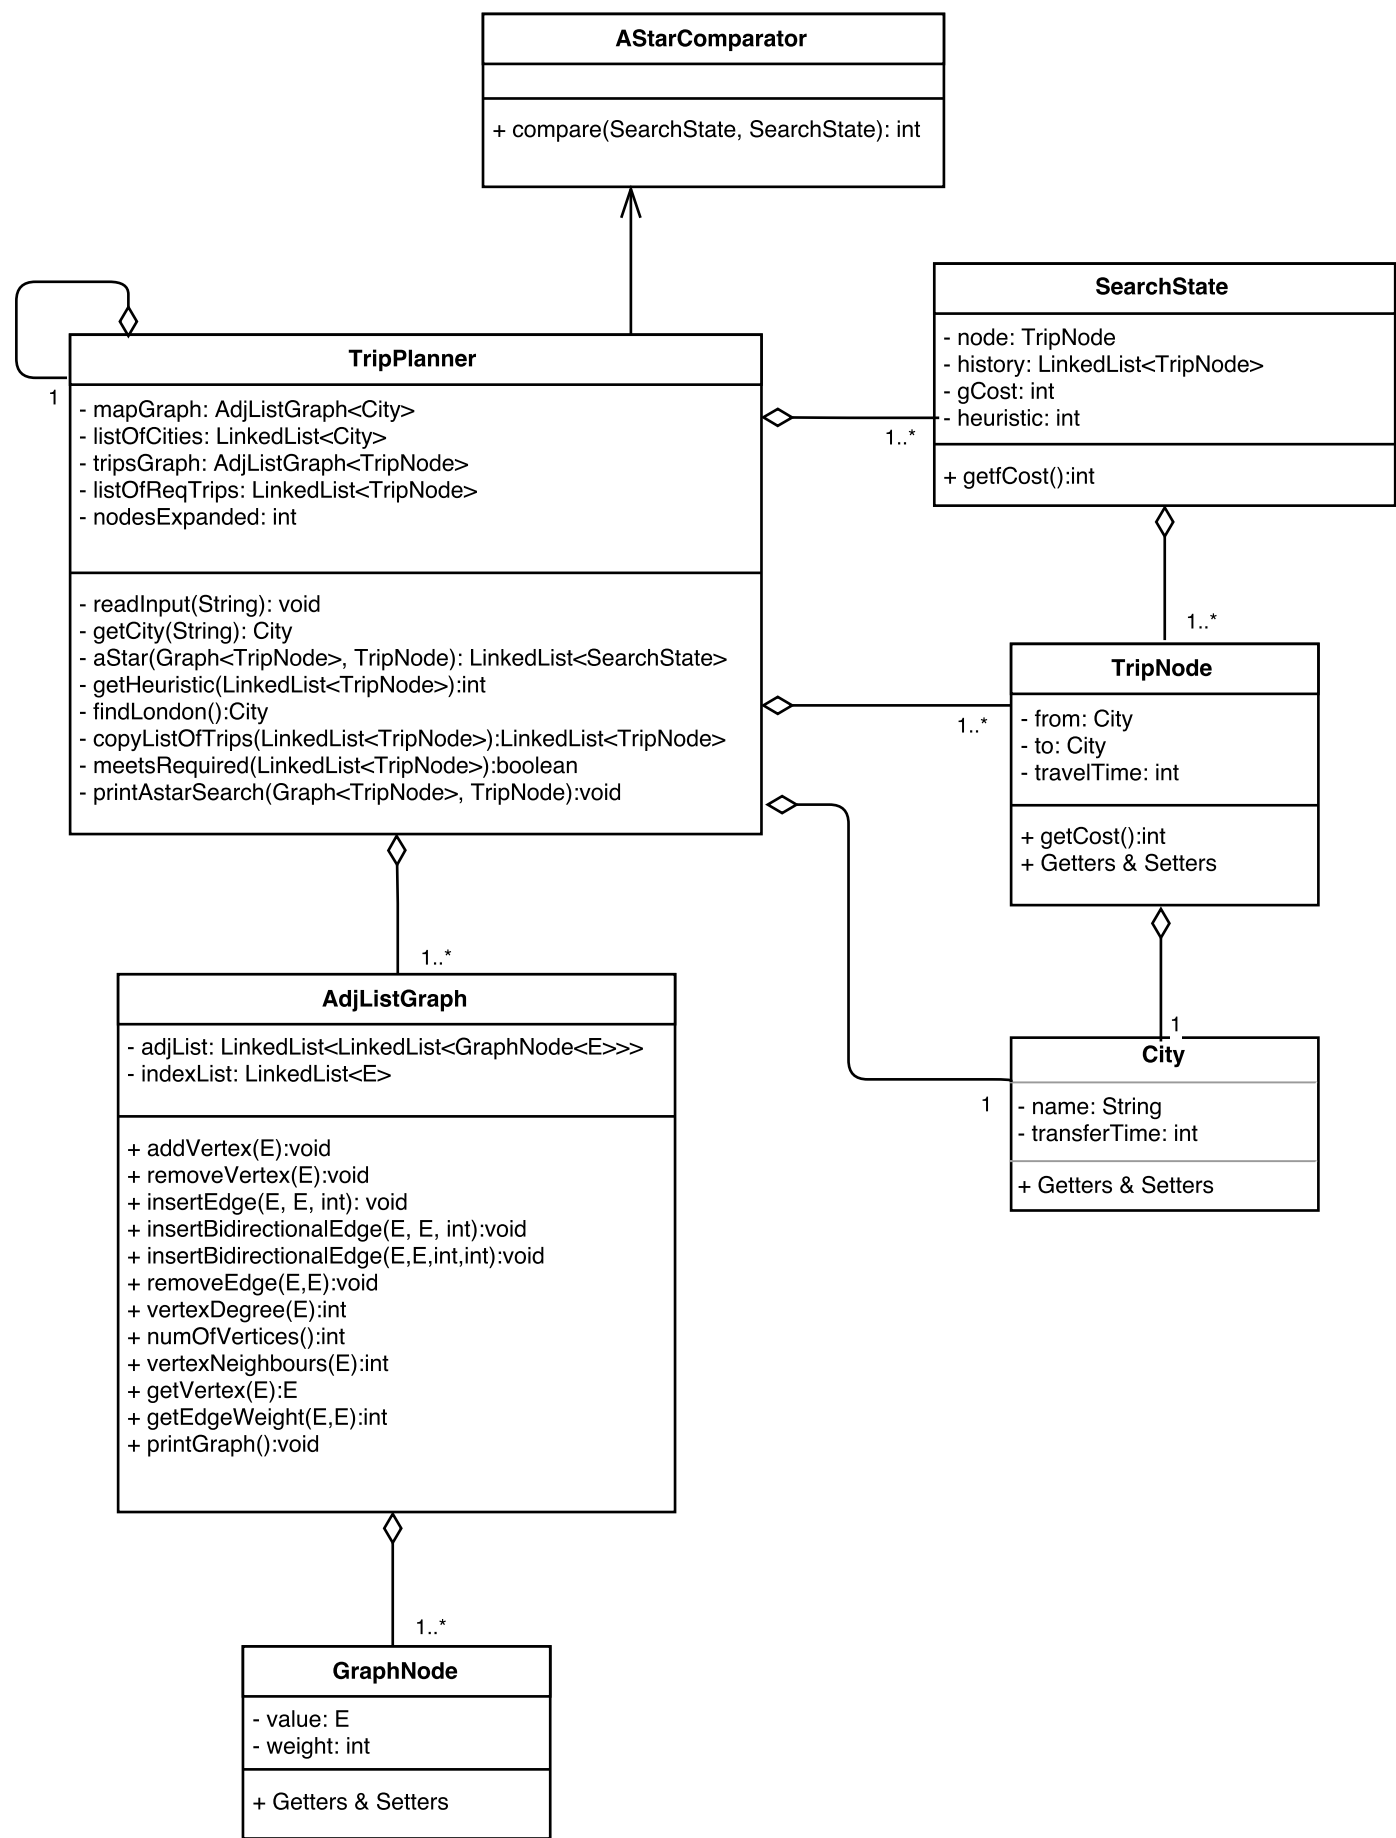 AStarComparator
+ compare(SearchState, SearchState): int
SearchState
- node: TripNode
- history: LinkedList<TripNode>
- gCost: int
- heuristic: int
+ getfCost():int
1
TripPlanner
- mapGraph: AdjListGraph<City>
- listOfCities: LinkedList<City>
- tripsGraph: AdjListGraph<TripNode>
- listOfReqTrips: LinkedList<TripNode>
- nodesExpanded: int
- readInput(String): void
- getCity(String): City
- aStar(Graph<TripNode>, TripNode): LinkedList<SearchState>
- getHeuristic(LinkedList<TripNode>):int
- findLondon():City
- copyListOfTrips(LinkedList<TripNode>):LinkedList<TripNode>
- meetsRequired(LinkedList<TripNode>):boolean
- printAstarSearch(Graph<TripNode>, TripNode):void
1..*
1..*
1..*
TripNode
- from: City
- to: City
- travelTime: int
+ getCost():int
+ Getters & Setters
1
1
City
- name: String
- transferTime: int
+ Getters & Setters
1..*
AdjListGraph
- adjList: LinkedList<LinkedList<GraphNode<E>>>
- indexList: LinkedList<E>
+ addVertex(E):void
+ removeVertex(E):void
+ insertEdge(E, E, int): void
+ insertBidirectionalEdge(E, E, int):void
+ insertBidirectionalEdge(E,E,int,int):void
+ removeEdge(E,E):void
+ vertexDegree(E):int
+ numOfVertices():int
+ vertexNeighbours(E):int
+ getVertex(E):E
+ getEdgeWeight(E,E):int
+ printGraph():void
1..*
GraphNode
- value: E
- weight: int
+ Getters & Setters